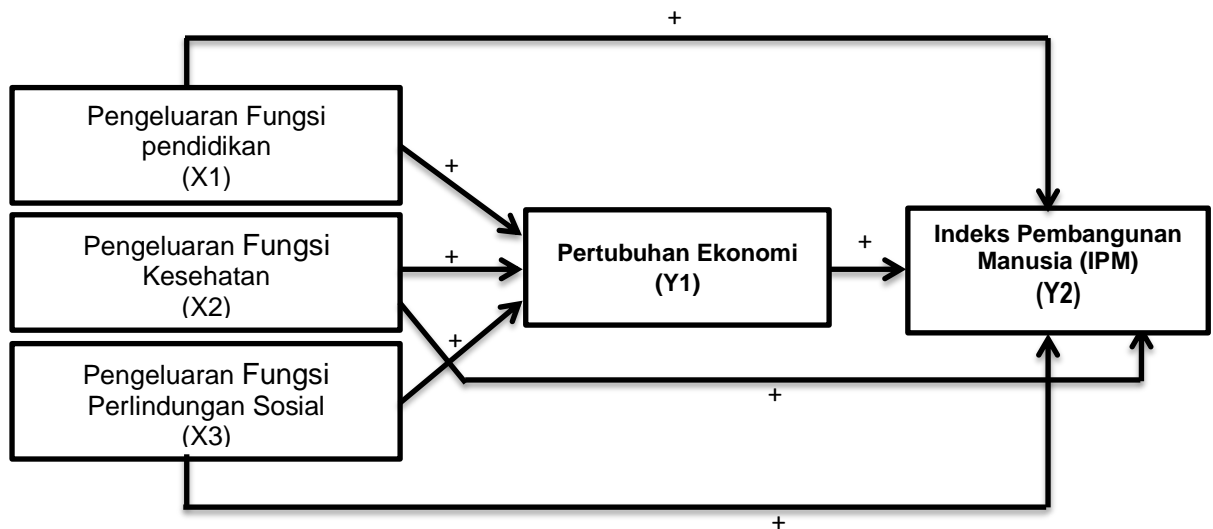 +
Pengeluaran Fungsi
pendidikan
(X1)
+
Pengeluaran Fungsi
Kesehatan
(X2)
+
Pengeluaran Fungsi
Perlindungan Sosial
(X3)
+
Pertubuhan Ekonomi
(Y1)
+
Indeks Pembangunan
Manusia (IPM)
(Y2)
+
+